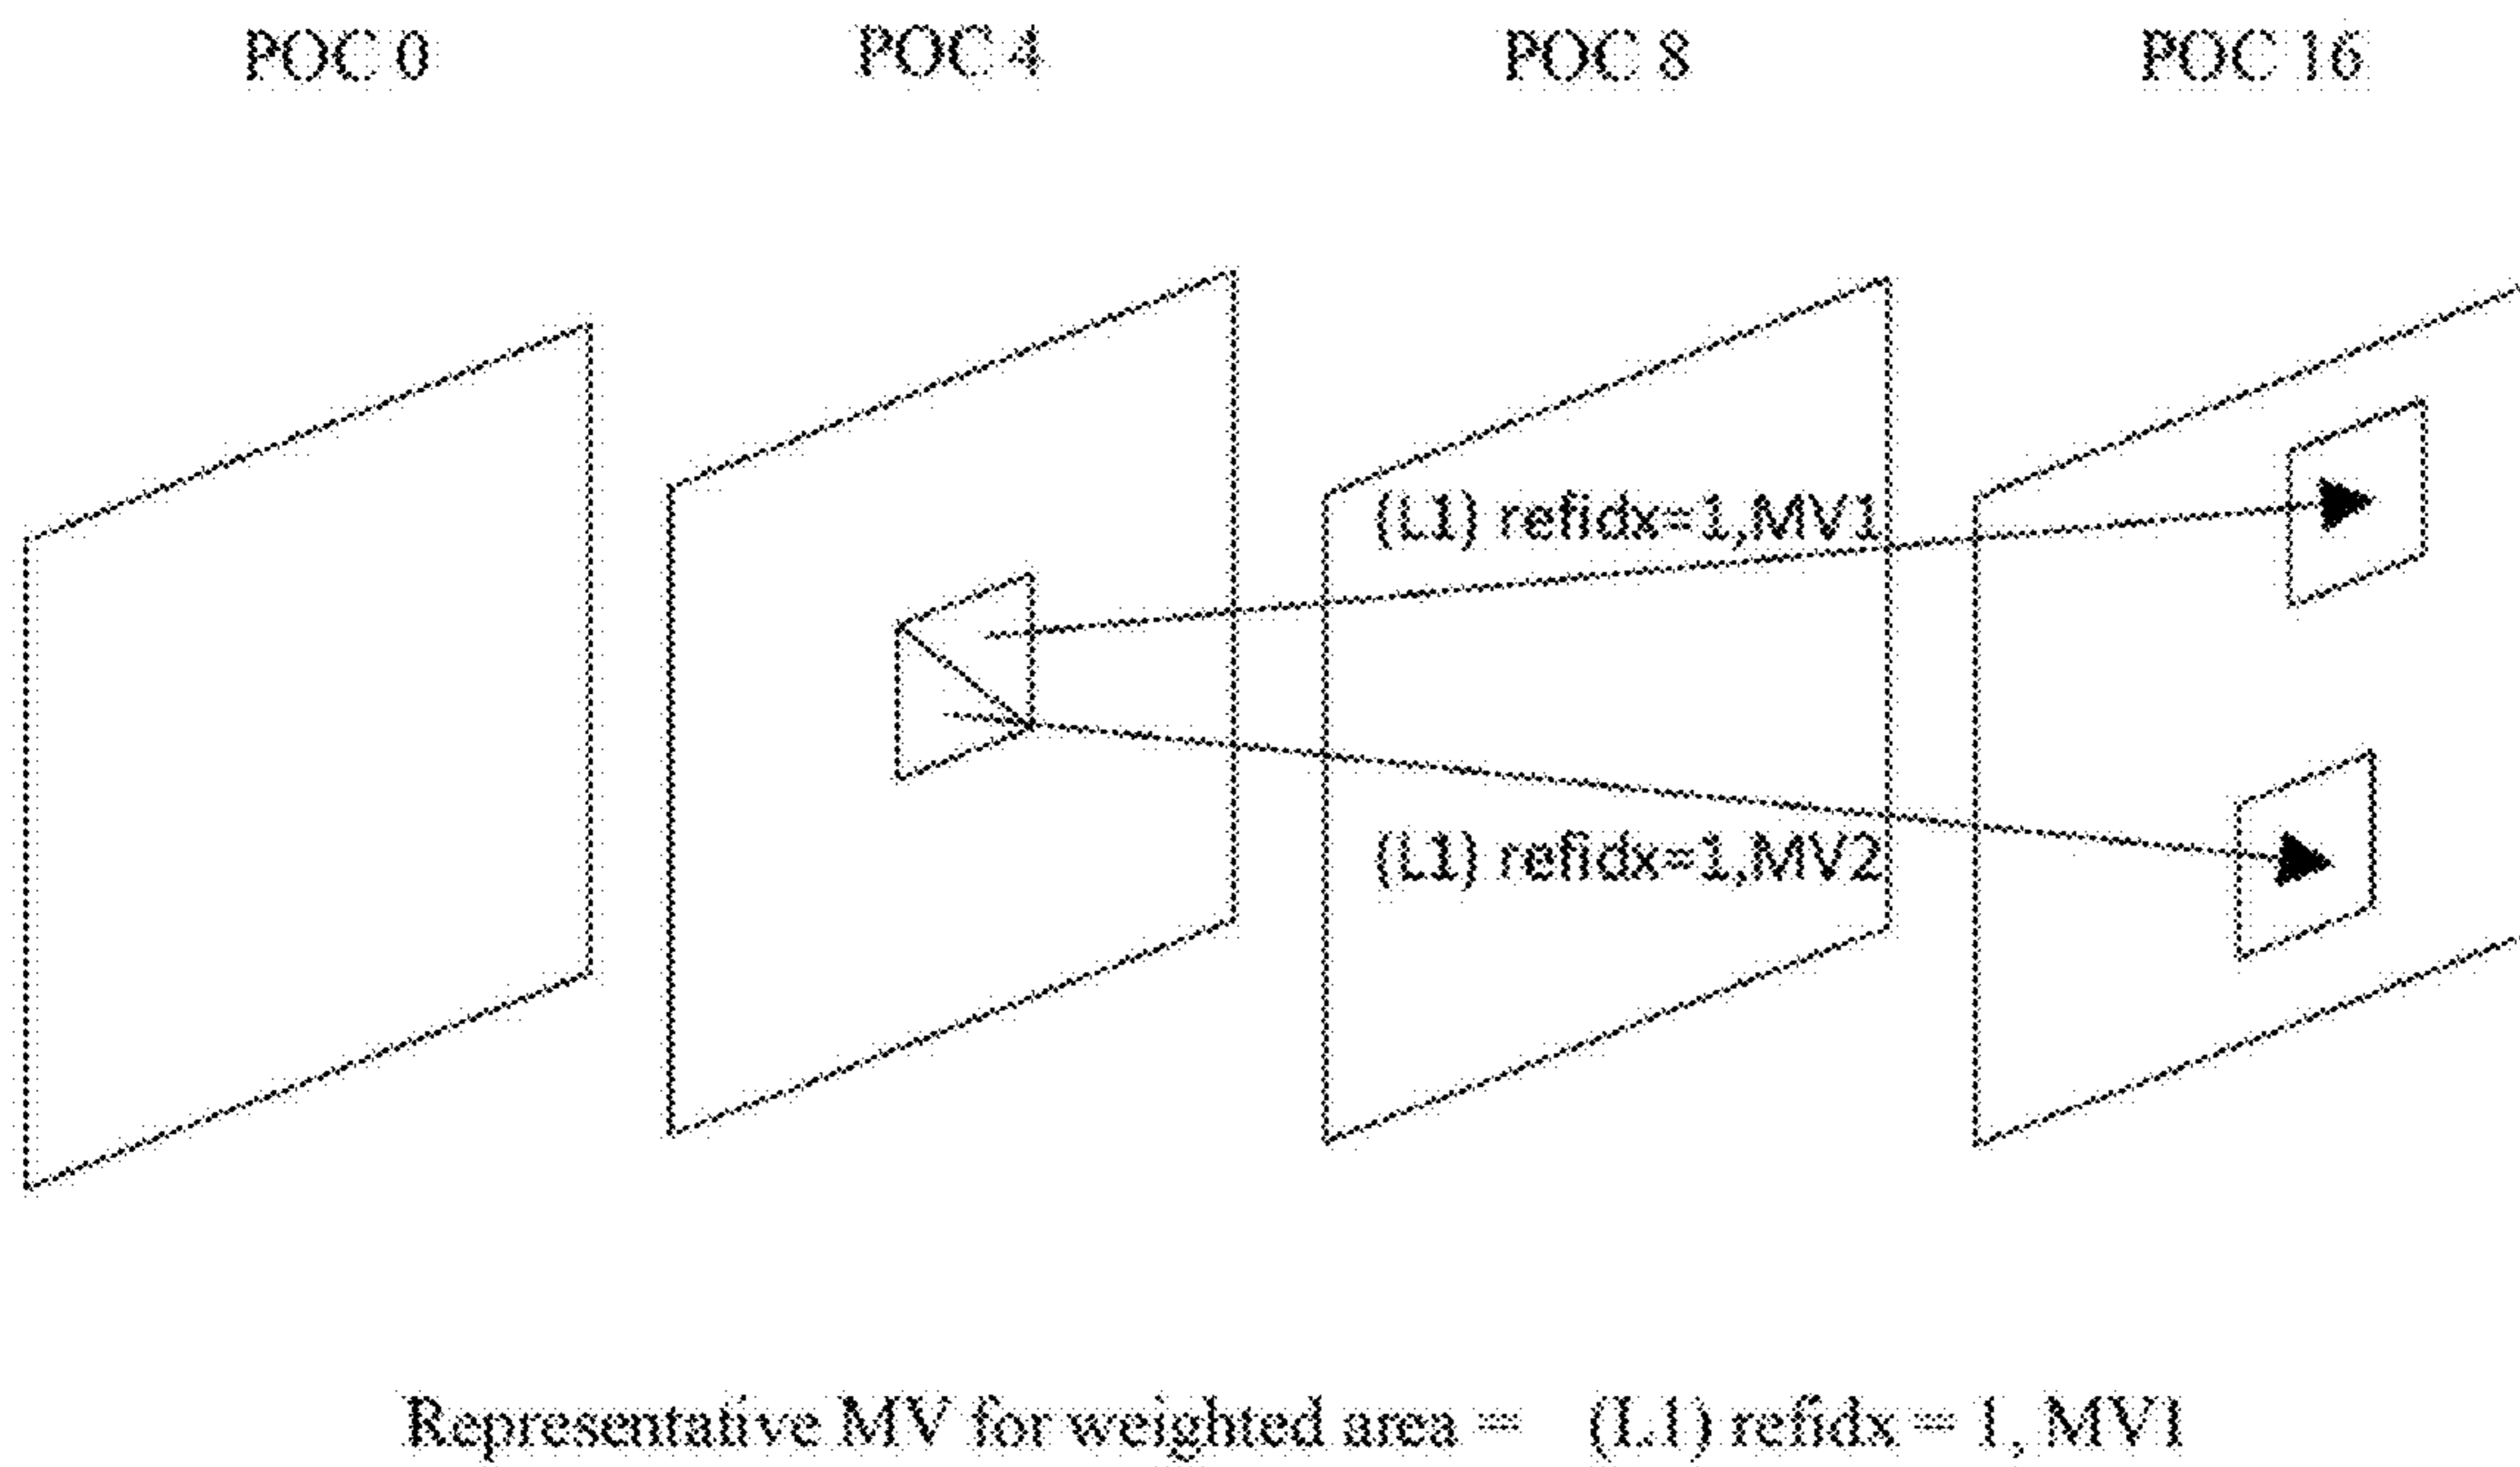 POC 0 POC 4 POC 8 POC 16
(L1) refidx=1,MV1
(L1) refidx=1,MV2
Representative MV for weighted area = (L1) refidx = 1, MV1